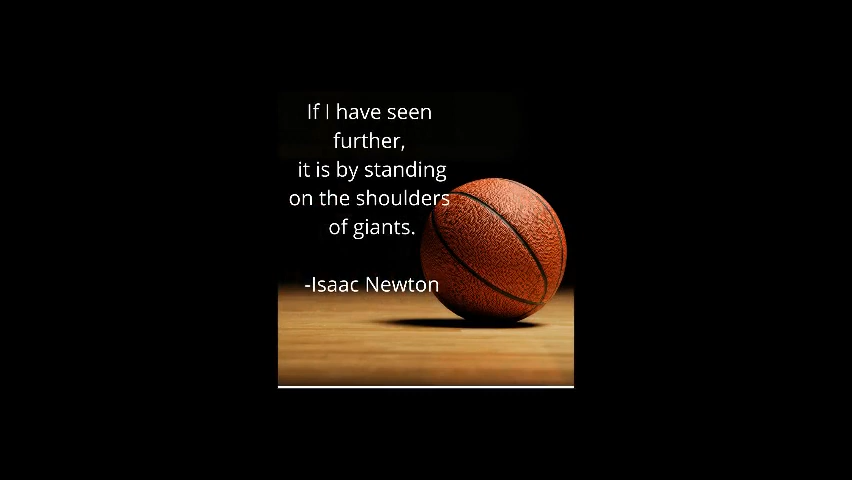 If I have seen
further,
it is by standing
on the shoulders
of giants.
-Isaac Newton